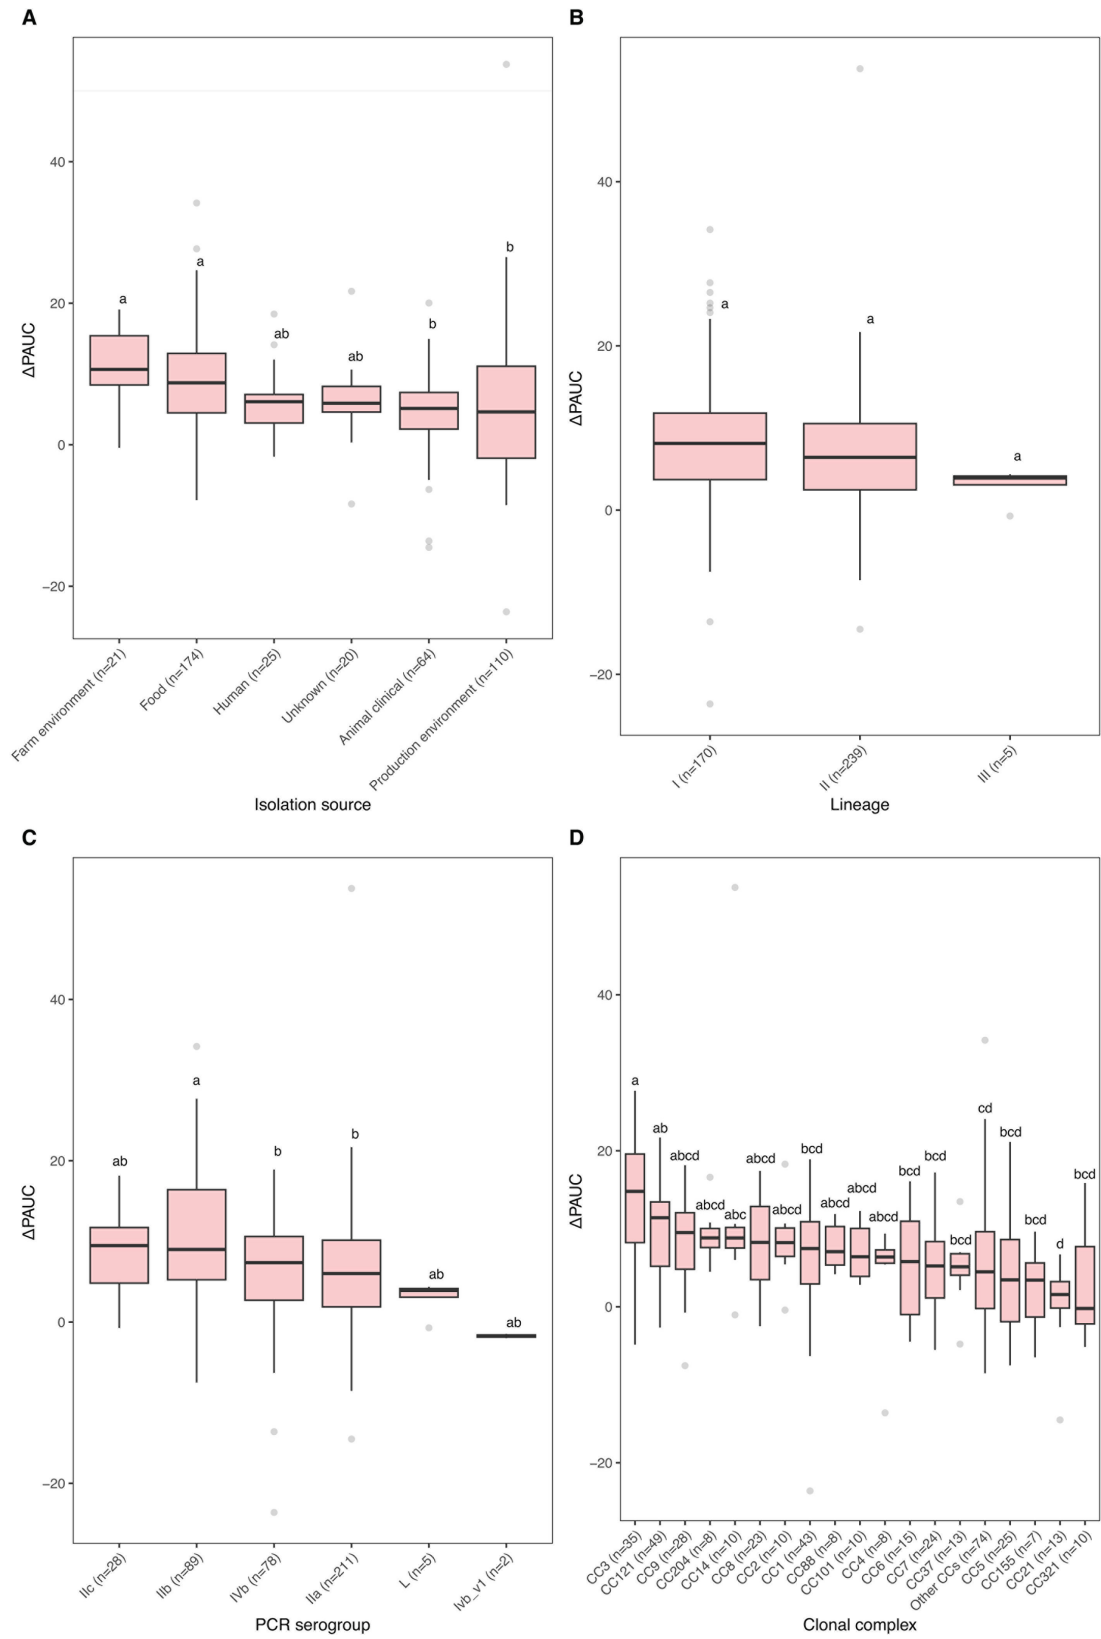 A
ΔPAUC
40
20
0
−20
a
a
ab
ab
b
b
Farm environment (n=21)
Food (n=174)
Human (n=25)
Unknown (n=20)
Animal clinical (n=64)
Production environment (n=110)
Isolation source
B
ΔPAUC
40
20
0
−20
a
a
a
I (n=170)
II (n=239)
III (n=5)
Lineage
C
ΔPAUC
40
20
0
−20
ab
a
b
b
ab
ab
IIc (n=28)
IIb (n=89)
IVb (n=78)
IIa (n=211)
L (n=5)
Ivb_v1 (n=2)
PCR serogroup
D
ΔPAUC
40
20
0
−20
a
ab
abcd
abcd
abc
abcd
abcd
bcd
abcd
abcd
abcd
bcd
bcd
bcd
cd
bcd
bcd
d
bcd
CC3 (n=35)
CC121 (n=49)
CC9 (n=28)
CC204 (n=8)
CC14 (n=10)
CC8 (n=23)
CC2 (n=10)
CC1 (n=43)
CC88 (n=8)
CC101 (n=10)
CC4 (n=8)
CC6 (n=15)
CC7 (n=24)
CC37 (n=13)
Other CCs (n=74)
CC5 (n=25)
CC155 (n=7)
CC21 (n=13)
CC321 (n=10)
Clonal complex